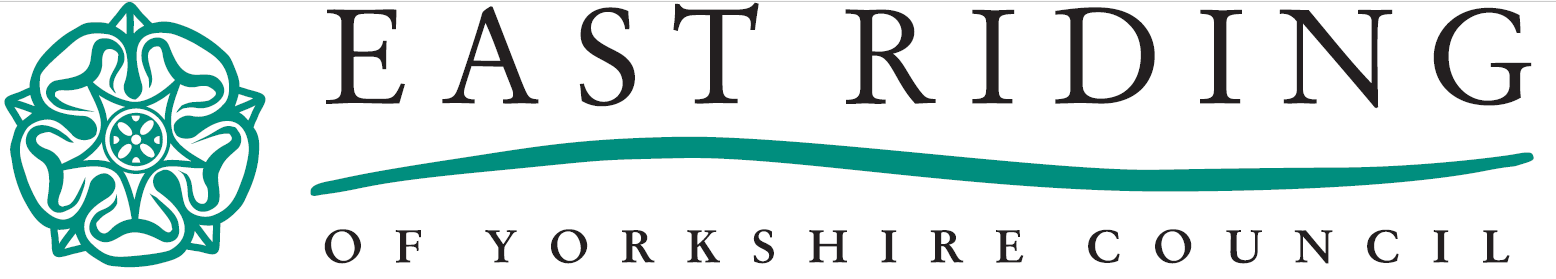 EAST RIDING
OF YORKSHIRE COUNCIL